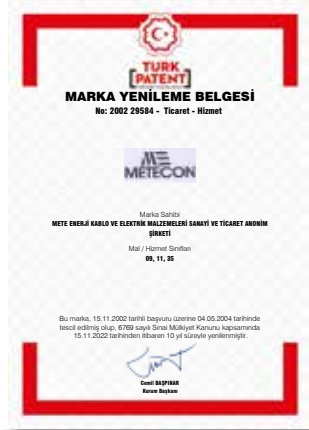 TURK
PATENT
MARKA YENİLEME BELGESİ
No: 2002 29584 - Ticaret - Hizmet
METECON
Marka Sahibi
METE ENERJİ KABLO VE ELEKTRİK MALZEMELERİ SANAYİ VE TİCARET ANONİM
ŞİRKETİ
Mal / Hizmet Sınıfları
09, 11, 35
Bu marka, 15.11.2002 tarihli başvuru üzerine 04.05.2004 tarihinde
tescil edilmiş olup, 6769 sayılı Sınai Mülkiyet Kanunu kapsamında
15.11.2022 tarihinden itibaren 10 yıl süreyle yenilenmiştir.
Cemil BAŞPINAR
Kurum Başkanı